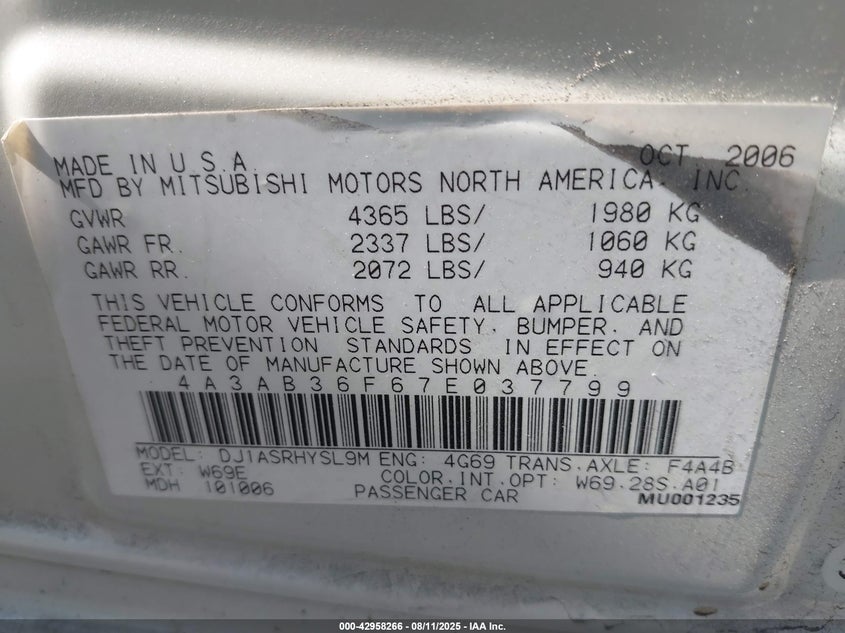 OCT 2006
MADE IN U.S.A.
MFD BY MITSUBISHI MOTORS NORTH AMERICA, INC.
GVWR 4365 LBS/ 1980 KG
GAWR FR. 2337 LBS/ 1060 KG
GAWR RR. 2072 LBS/ 940 KG
THIS VEHICLE CONFORMS TO ALL APPLICABLE
FEDERAL MOTOR VEHICLE SAFETY, BUMPER, AND
THEFT PREVENTION STANDARDS IN EFFECT ON
THE DATE OF MANUFACTURE SHOWN ABOVE.
4A3AB36F67E037799
MODEL: DJ1ASRHYSL9M ENG: 4G69 TRANS.AXLE: F4A4B
EXT: W69E COLOR.INT.OPT: W69.28S.A01
MDH 101006 PASSENGER CAR MU001235
000-42958266 - 08/11/2025 - IAA Inc.